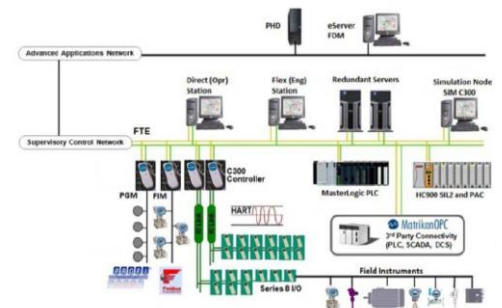 PHD
eServer
FDM
Advanced Applications Network
Direct (Opr)
Station
Flex (Eng)
Station
Redundant Servers
Simulation Node
SIM C300
FTE
Supervisory Control Network
C300
Controller
PGM
FIM
MasterLogic PLC
HC900 SIL2 and PAC
HART
MatrikonOPC
3rd Party Connectivity
(PLC, SCADA, DCS)
Field Instruments
Series 8 I/O